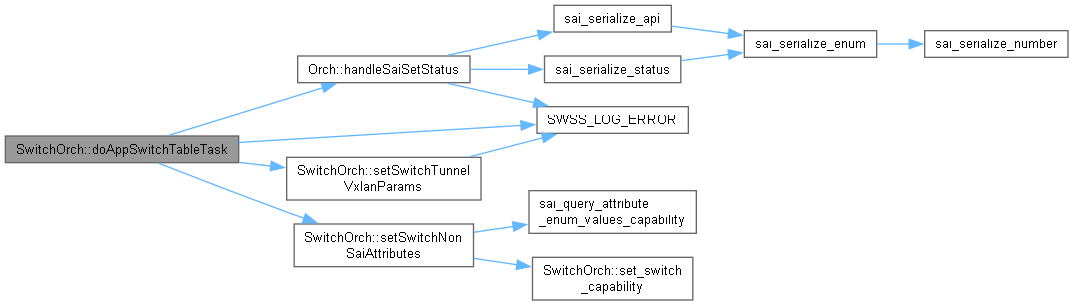 SwitchOrch::doAppSwitchTableTask
Orch::handleSaiSetStatus
sai_serialize_api
sai_serialize_enum
sai_serialize_number
sai_serialize_status
SWSS_LOG_ERROR
SwitchOrch::setSwitchTunnel
VxlanParams
SwitchOrch::setSwitchNon
SaiAttributes
sai_query_attribute
_enum_values_capability
SwitchOrch::set_switch
_capability